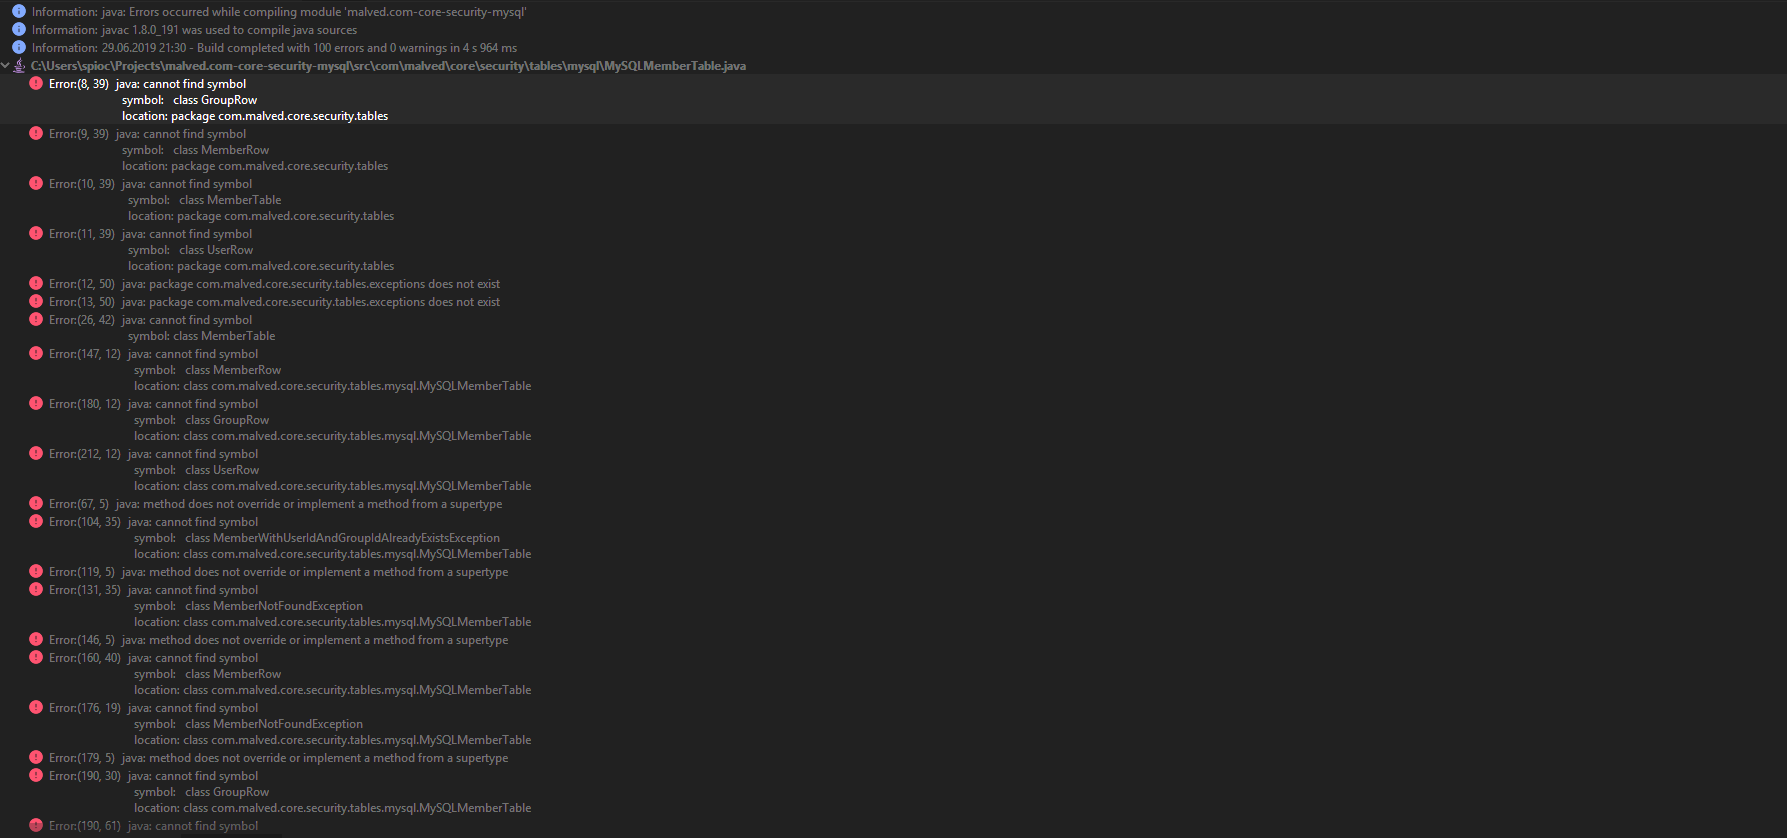 Information: java: Errors occurred while compiling module 'malved.com-core-security-mysql'
Information: javac 1.8.0_191 was used to compile java sources
Information: 29.06.2019 21:30 - Build completed with 100 errors and 0 warnings in 4 s 964 ms
C:\Users\spioc\Projects\malved.com-core-security-mysql\src\com\malved\core\security\tables\mysql\MySQLMemberTable.java
Error:(8, 39) java: cannot find symbol
symbol: class GroupRow
location: package com.malved.core.security.tables
Error:(9, 39) java: cannot find symbol
symbol: class MemberRow
location: package com.malved.core.security.tables
Error:(10, 39) java: cannot find symbol
symbol: class MemberTable
location: package com.malved.core.security.tables
Error:(11, 39) java: cannot find symbol
symbol: class UserRow
location: package com.malved.core.security.tables
Error:(12, 50) java: package com.malved.core.security.tables.exceptions does not exist
Error:(13, 50) java: package com.malved.core.security.tables.exceptions does not exist
Error:(26, 42) java: cannot find symbol
symbol: class MemberTable
Error:(147, 12) java: cannot find symbol
symbol: class MemberRow
location: class com.malved.core.security.tables.mysql.MySQLMemberTable
Error:(180, 12) java: cannot find symbol
symbol: class GroupRow
location: class com.malved.core.security.tables.mysql.MySQLMemberTable
Error:(212, 12) java: cannot find symbol
symbol: class UserRow
location: class com.malved.core.security.tables.mysql.MySQLMemberTable
Error:(67, 5) java: method does not override or implement a method from a supertype
Error:(104, 35) java: cannot find symbol
symbol: class MemberWithUserIdAndGroupIdAlreadyExistsException
location: class com.malved.core.security.tables.mysql.MySQLMemberTable
Error:(119, 5) java: method does not override or implement a method from a supertype
Error:(131, 35) java: cannot find symbol
symbol: class MemberNotFoundException
location: class com.malved.core.security.tables.mysql.MySQLMemberTable
Error:(146, 5) java: method does not override or implement a method from a supertype
Error:(160, 40) java: cannot find symbol
symbol: class MemberRow
location: class com.malved.core.security.tables.mysql.MySQLMemberTable
Error:(176, 19) java: cannot find symbol
symbol: class MemberNotFoundException
location: class com.malved.core.security.tables.mysql.MySQLMemberTable
Error:(179, 5) java: method does not override or implement a method from a supertype
Error:(190, 30) java: cannot find symbol
symbol: class GroupRow
location: class com.malved.core.security.tables.mysql.MySQLMemberTable
Error:(190, 61) java: cannot find symbol